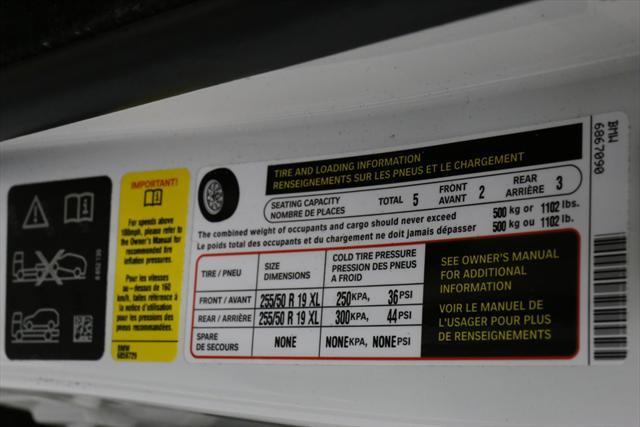 IMPORTANT!
For speeds above
100mph, please refer to
the Owner's Manual for
recommended tire
inflation pressures.
Pour les vitesses
au-dessus de 160
km/h, faites référence à
la notice d'utilisation
pour les pressions des
pneus recommandées.
BMW
6856729
TIRE AND LOADING INFORMATION
RENSEIGNEMENTS SUR LES PNEUS ET LE CHARGEMENT
SEATING CAPACITY
NOMBRE DE PLACES
TOTAL 5
FRONT
AVANT 2
REAR
ARRIÈRE 3
The combined weight of occupants and cargo should never exceed 500 kg or 1102 lbs.
Le poids total des occupants et du chargement ne doit jamais dépasser 500 kg ou 1102 lb.
TIRE / PNEU
SIZE
DIMENSIONS
COLD TIRE PRESSURE
PRESSION DES PNEUS
A FROID
FRONT / AVANT 255/50 R 19 XL 250KPA, 36PSI
REAR / ARRIÈRE 255/50 R 19 XL 300KPA, 44PSI
SPARE
DE SECOURS
NONE NONEKPA, NONEPSI
SEE OWNER'S MANUAL
FOR ADDITIONAL
INFORMATION
VOIR LE MANUEL DE
L'USAGER POUR PLUS
DE RENSEIGNEMENTS
BMW
6867090